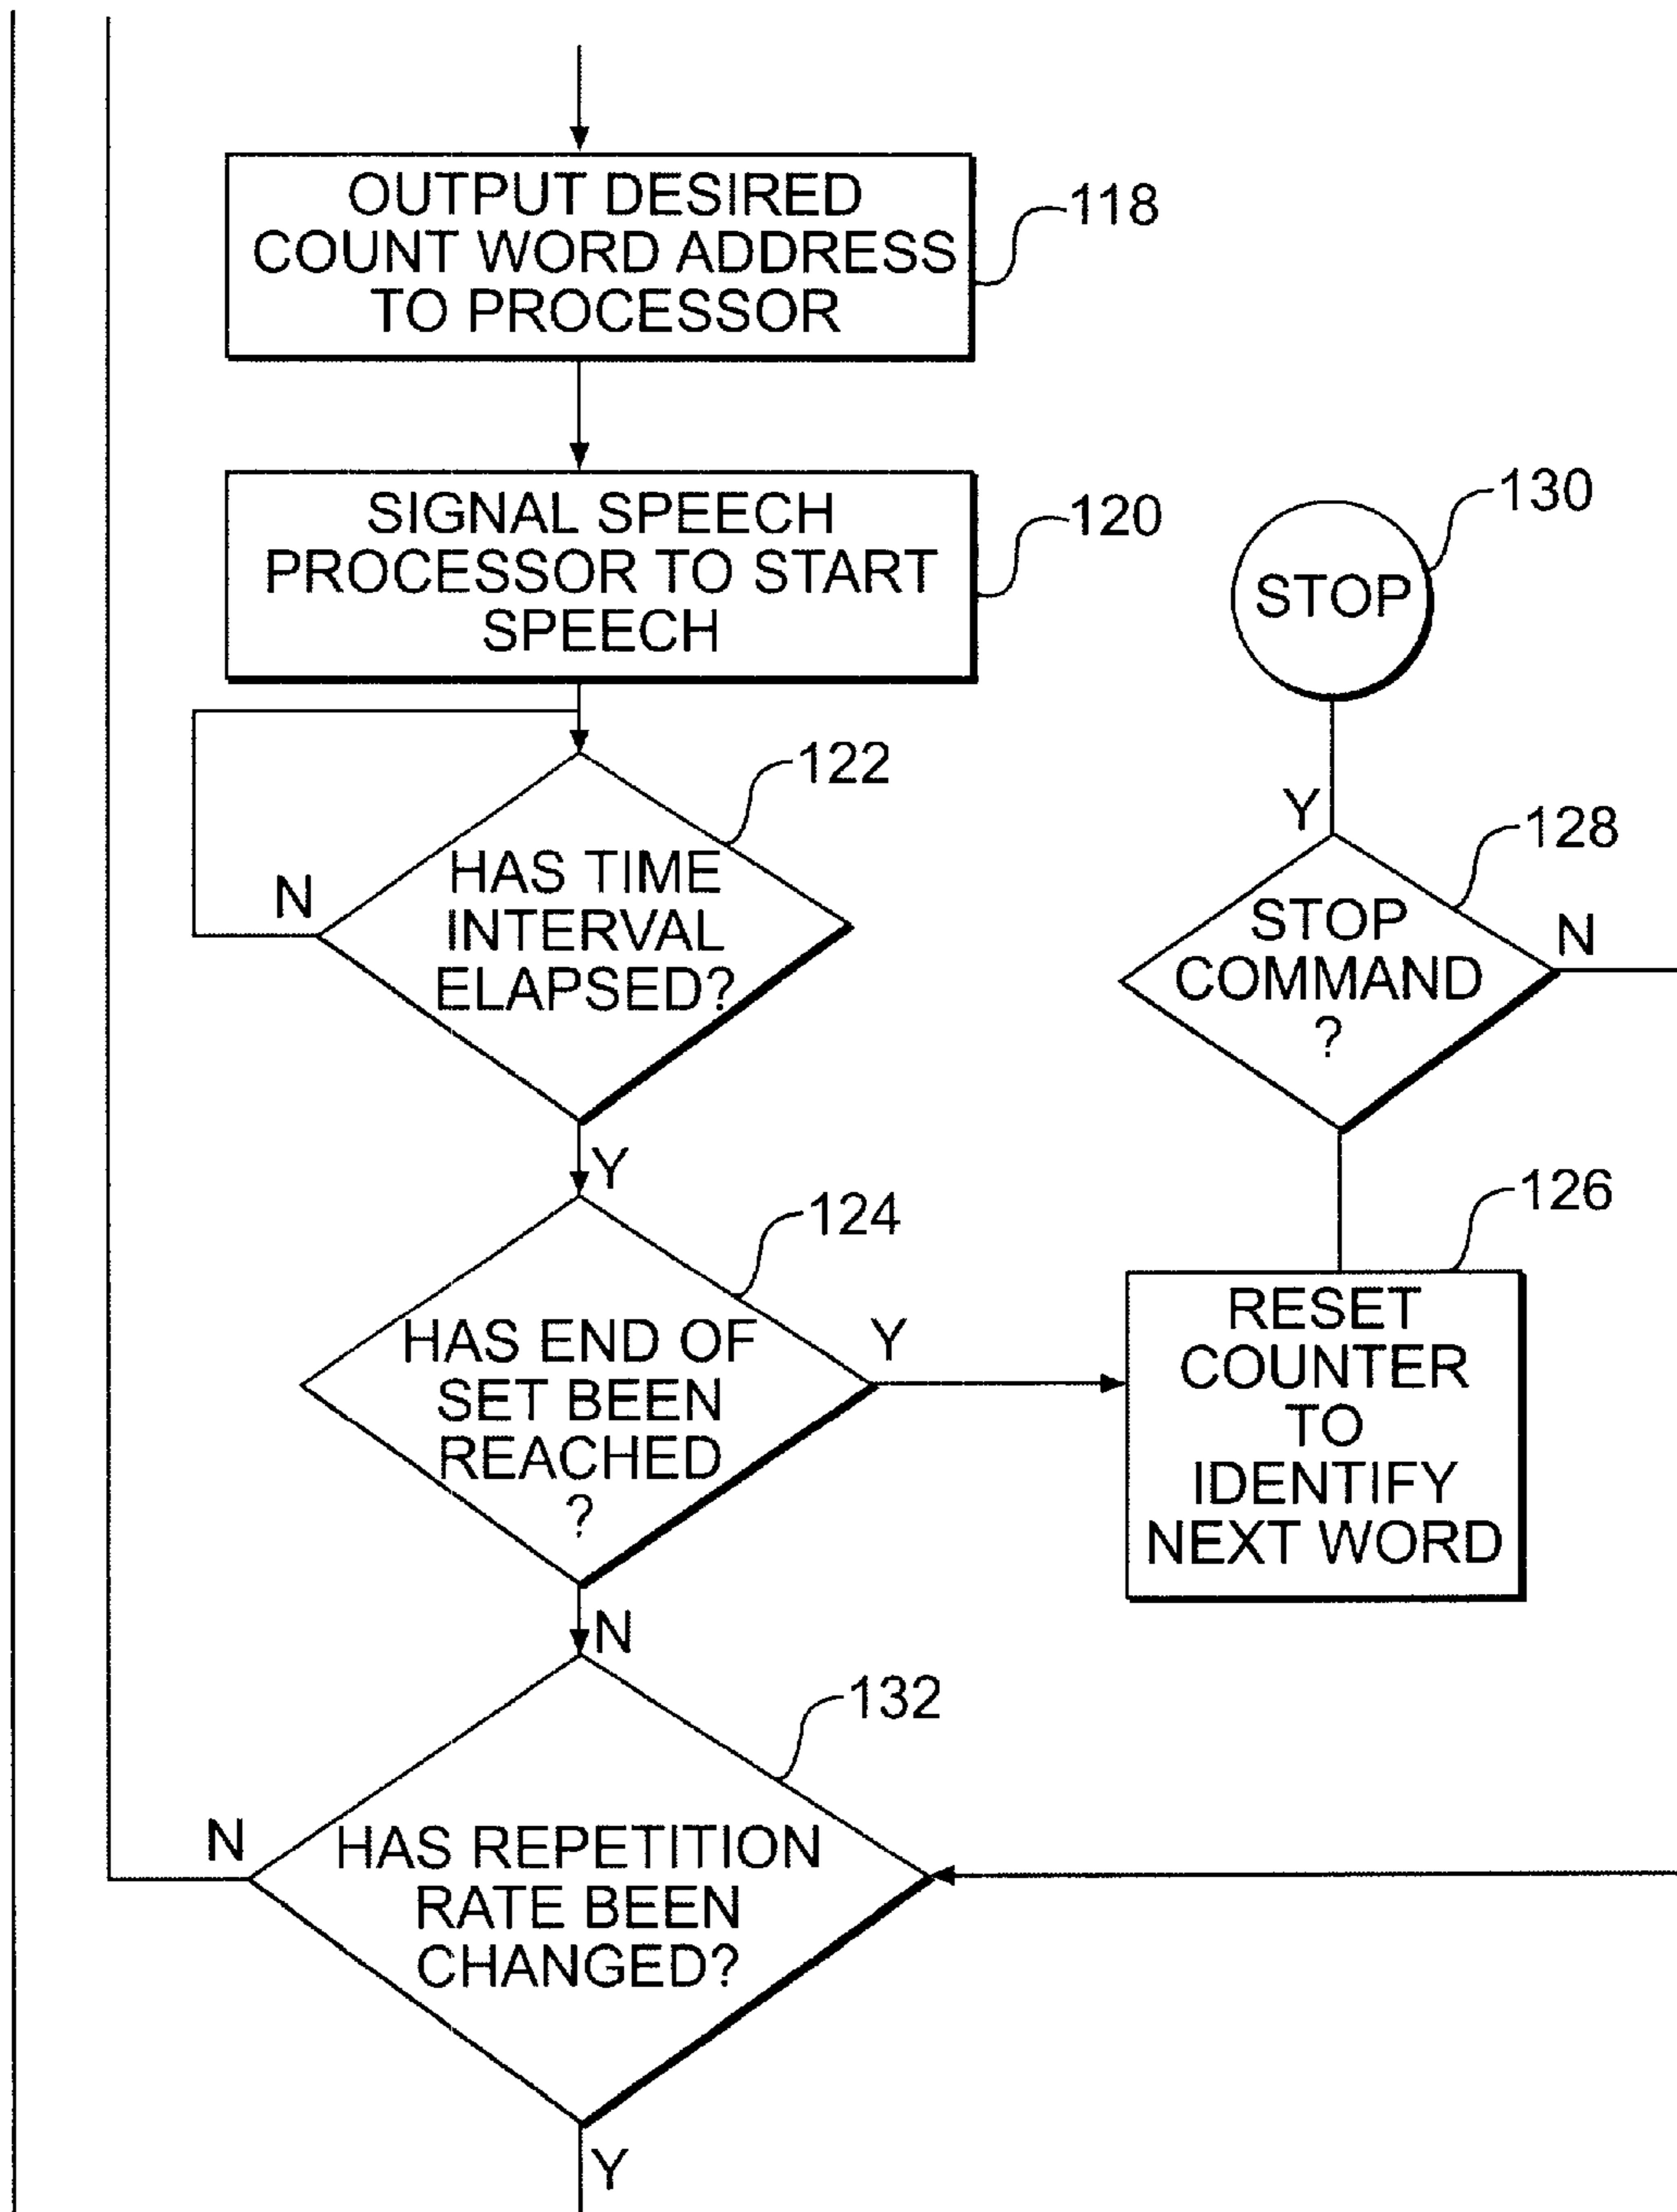 OUTPUT DESIRED
COUNT WORD ADDRESS
TO PROCESSOR
118
SIGNAL SPEECH
PROCESSOR TO START
SPEECH
120
130
STOP
122
HAS TIME
INTERVAL
ELAPSED?
N
Y
Y
128
STOP
COMMAND
?
N
124
HAS END OF
SET BEEN
REACHED
?
Y
N
126
RESET
COUNTER
TO
IDENTIFY
NEXT WORD
132
HAS REPETITION
RATE BEEN
CHANGED?
N
Y